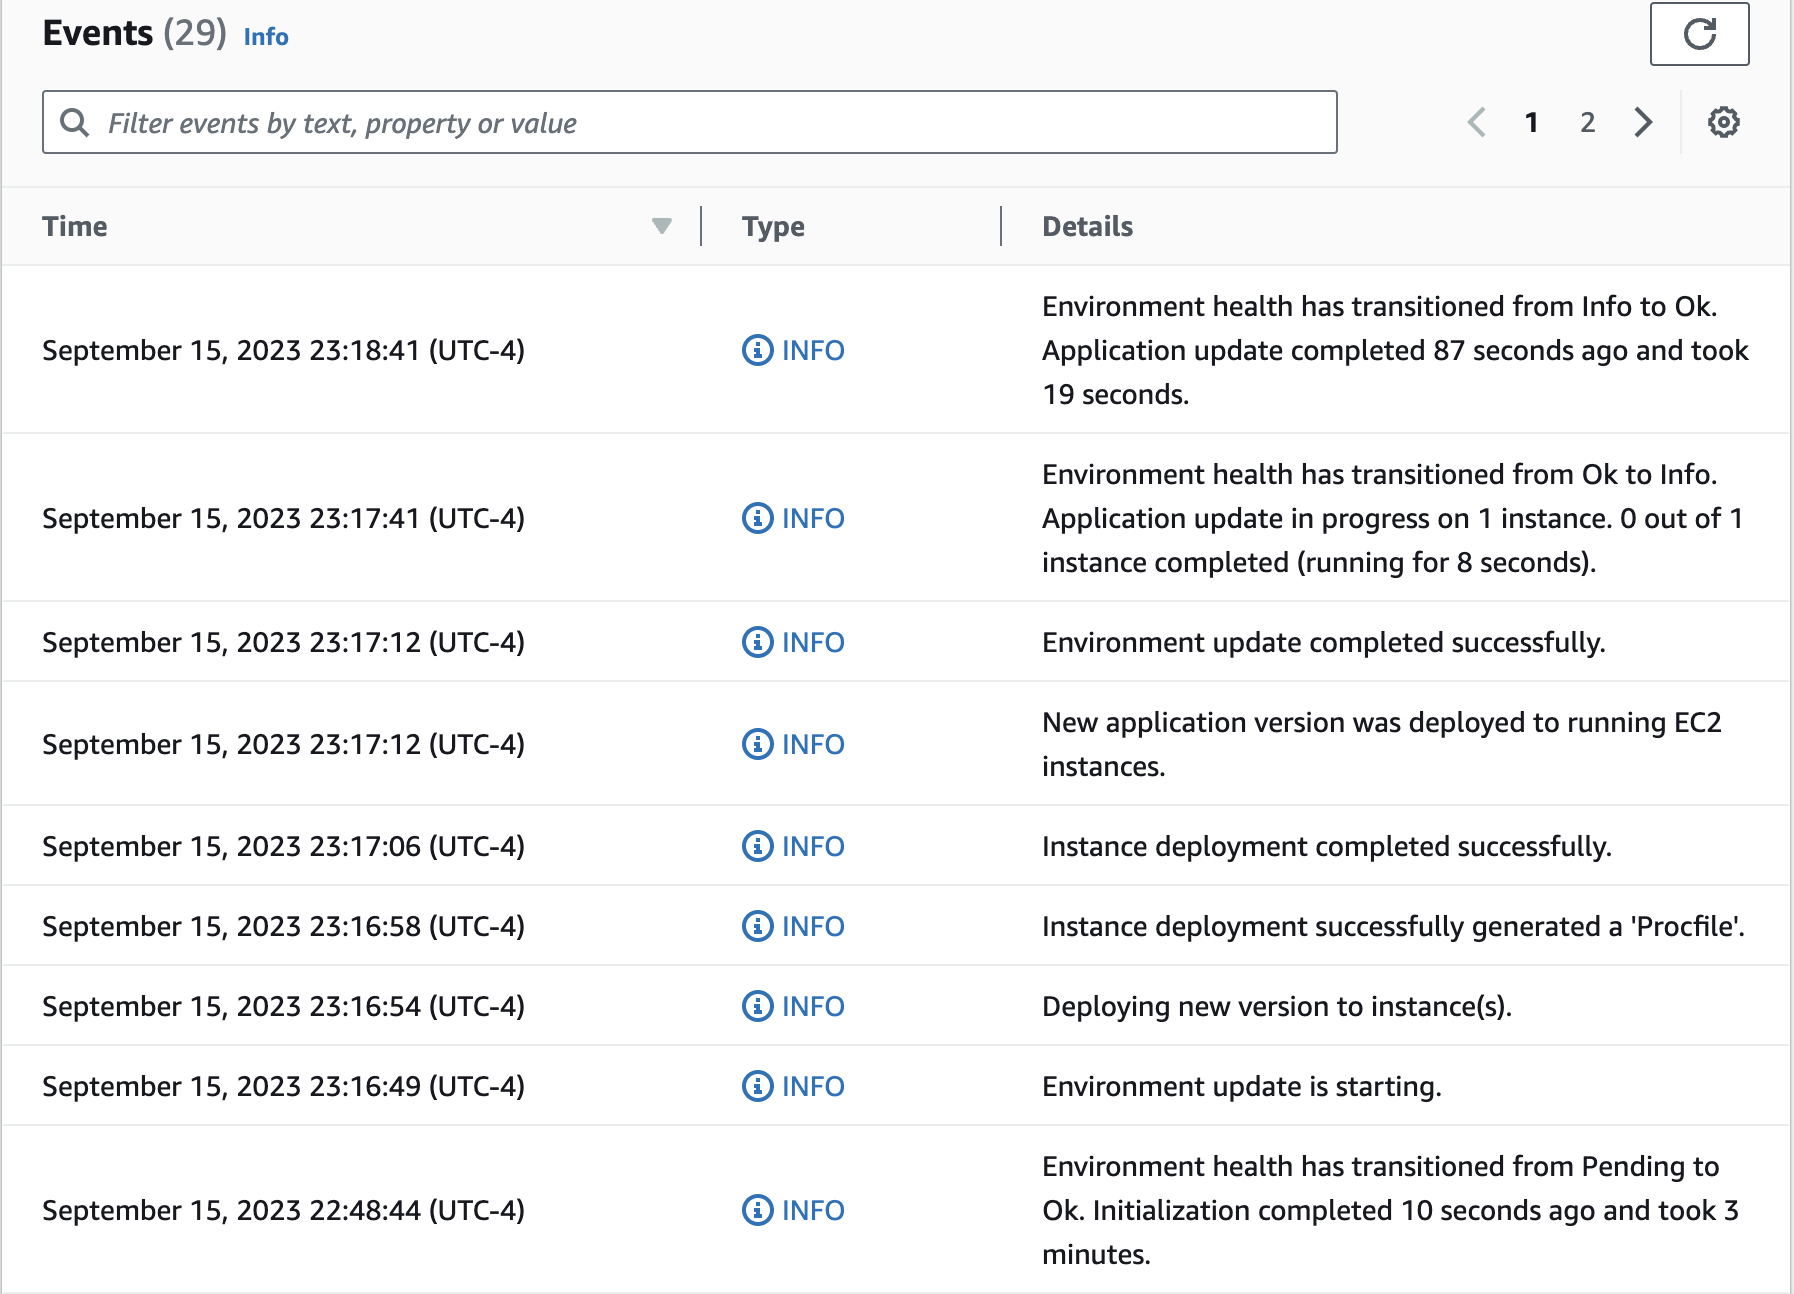 Events (29) Info
Filter events by text, property or value
1 2
Time Type Details
September 15, 2023 23:18:41 (UTC-4) INFO Environment health has transitioned from Info to Ok.
Application update completed 87 seconds ago and took
19 seconds.
September 15, 2023 23:17:41 (UTC-4) INFO Environment health has transitioned from Ok to Info.
Application update in progress on 1 instance. 0 out of 1
instance completed (running for 8 seconds).
September 15, 2023 23:17:12 (UTC-4) INFO Environment update completed successfully.
September 15, 2023 23:17:12 (UTC-4) INFO New application version was deployed to running EC2
instances.
September 15, 2023 23:17:06 (UTC-4) INFO Instance deployment completed successfully.
September 15, 2023 23:16:58 (UTC-4) INFO Instance deployment successfully generated a 'Procfile'.
September 15, 2023 23:16:54 (UTC-4) INFO Deploying new version to instance(s).
September 15, 2023 23:16:49 (UTC-4) INFO Environment update is starting.
September 15, 2023 22:48:44 (UTC-4) INFO Environment health has transitioned from Pending to
Ok. Initialization completed 10 seconds ago and took 3
minutes.